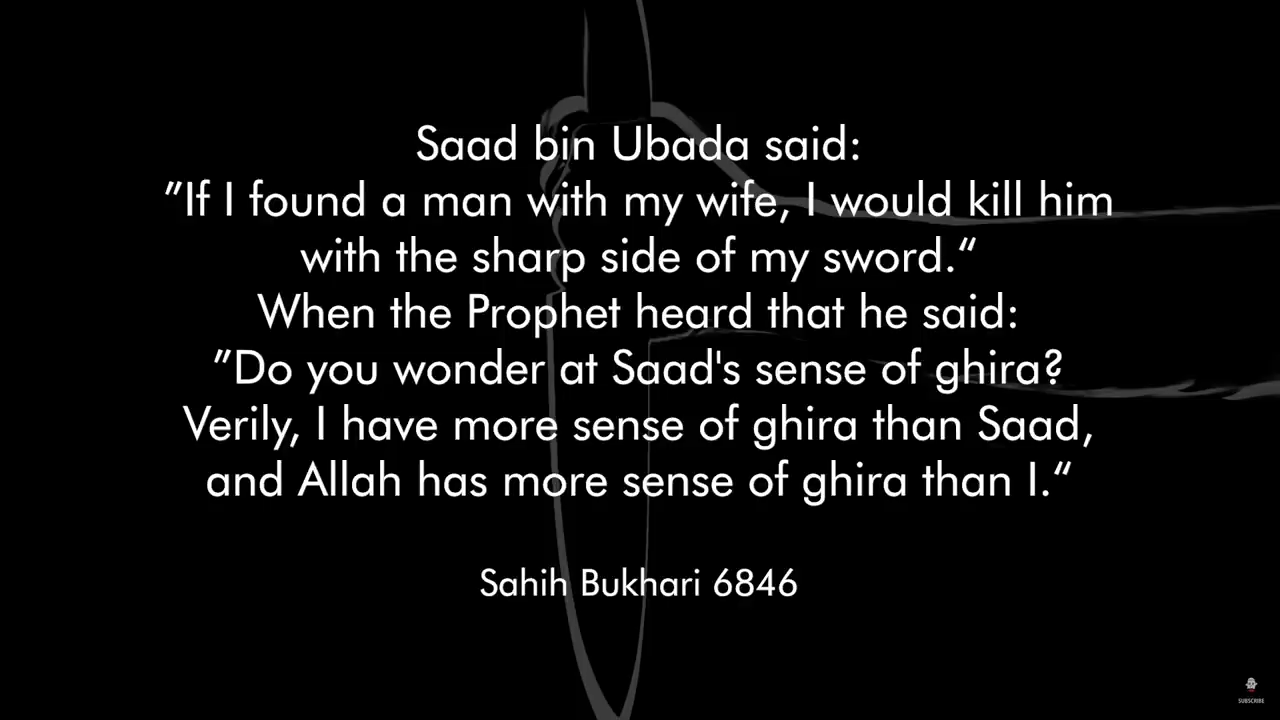 Saad bin Ubada said:
”If I found a man with my wife, I would kill him
with the sharp side of my sword.“
When the Prophet heard that he said:
”Do you wonder at Saad's sense of ghira?
Verily, I have more sense of ghira than Saad,
and Allah has more sense of ghira than I.“
Sahih Bukhari 6846
SUBSCRIBE